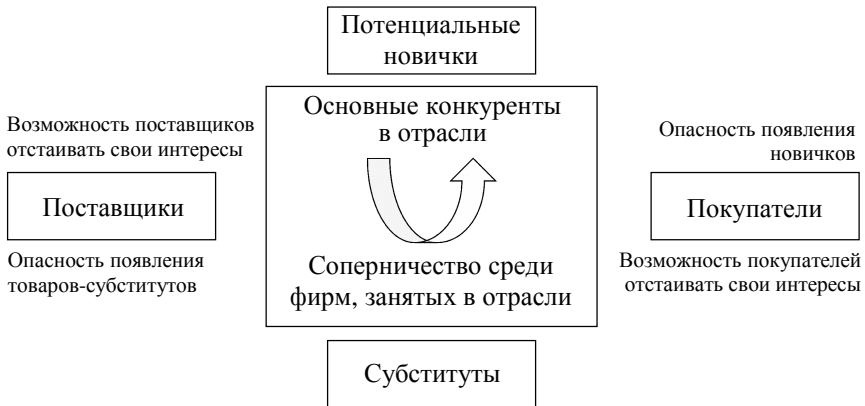 Потенциальные
новички
Основные конкуренты
в отрасли
Возможность поставщиков
отстаивать свои интересы
Опасность появления
новичков
Поставщики
Покупатели
Опасность появления
товаров-субститутов
Соперничество среди
фирм, занятых в отрасли
Возможность покупателей
отстаивать свои интересы
Субституты